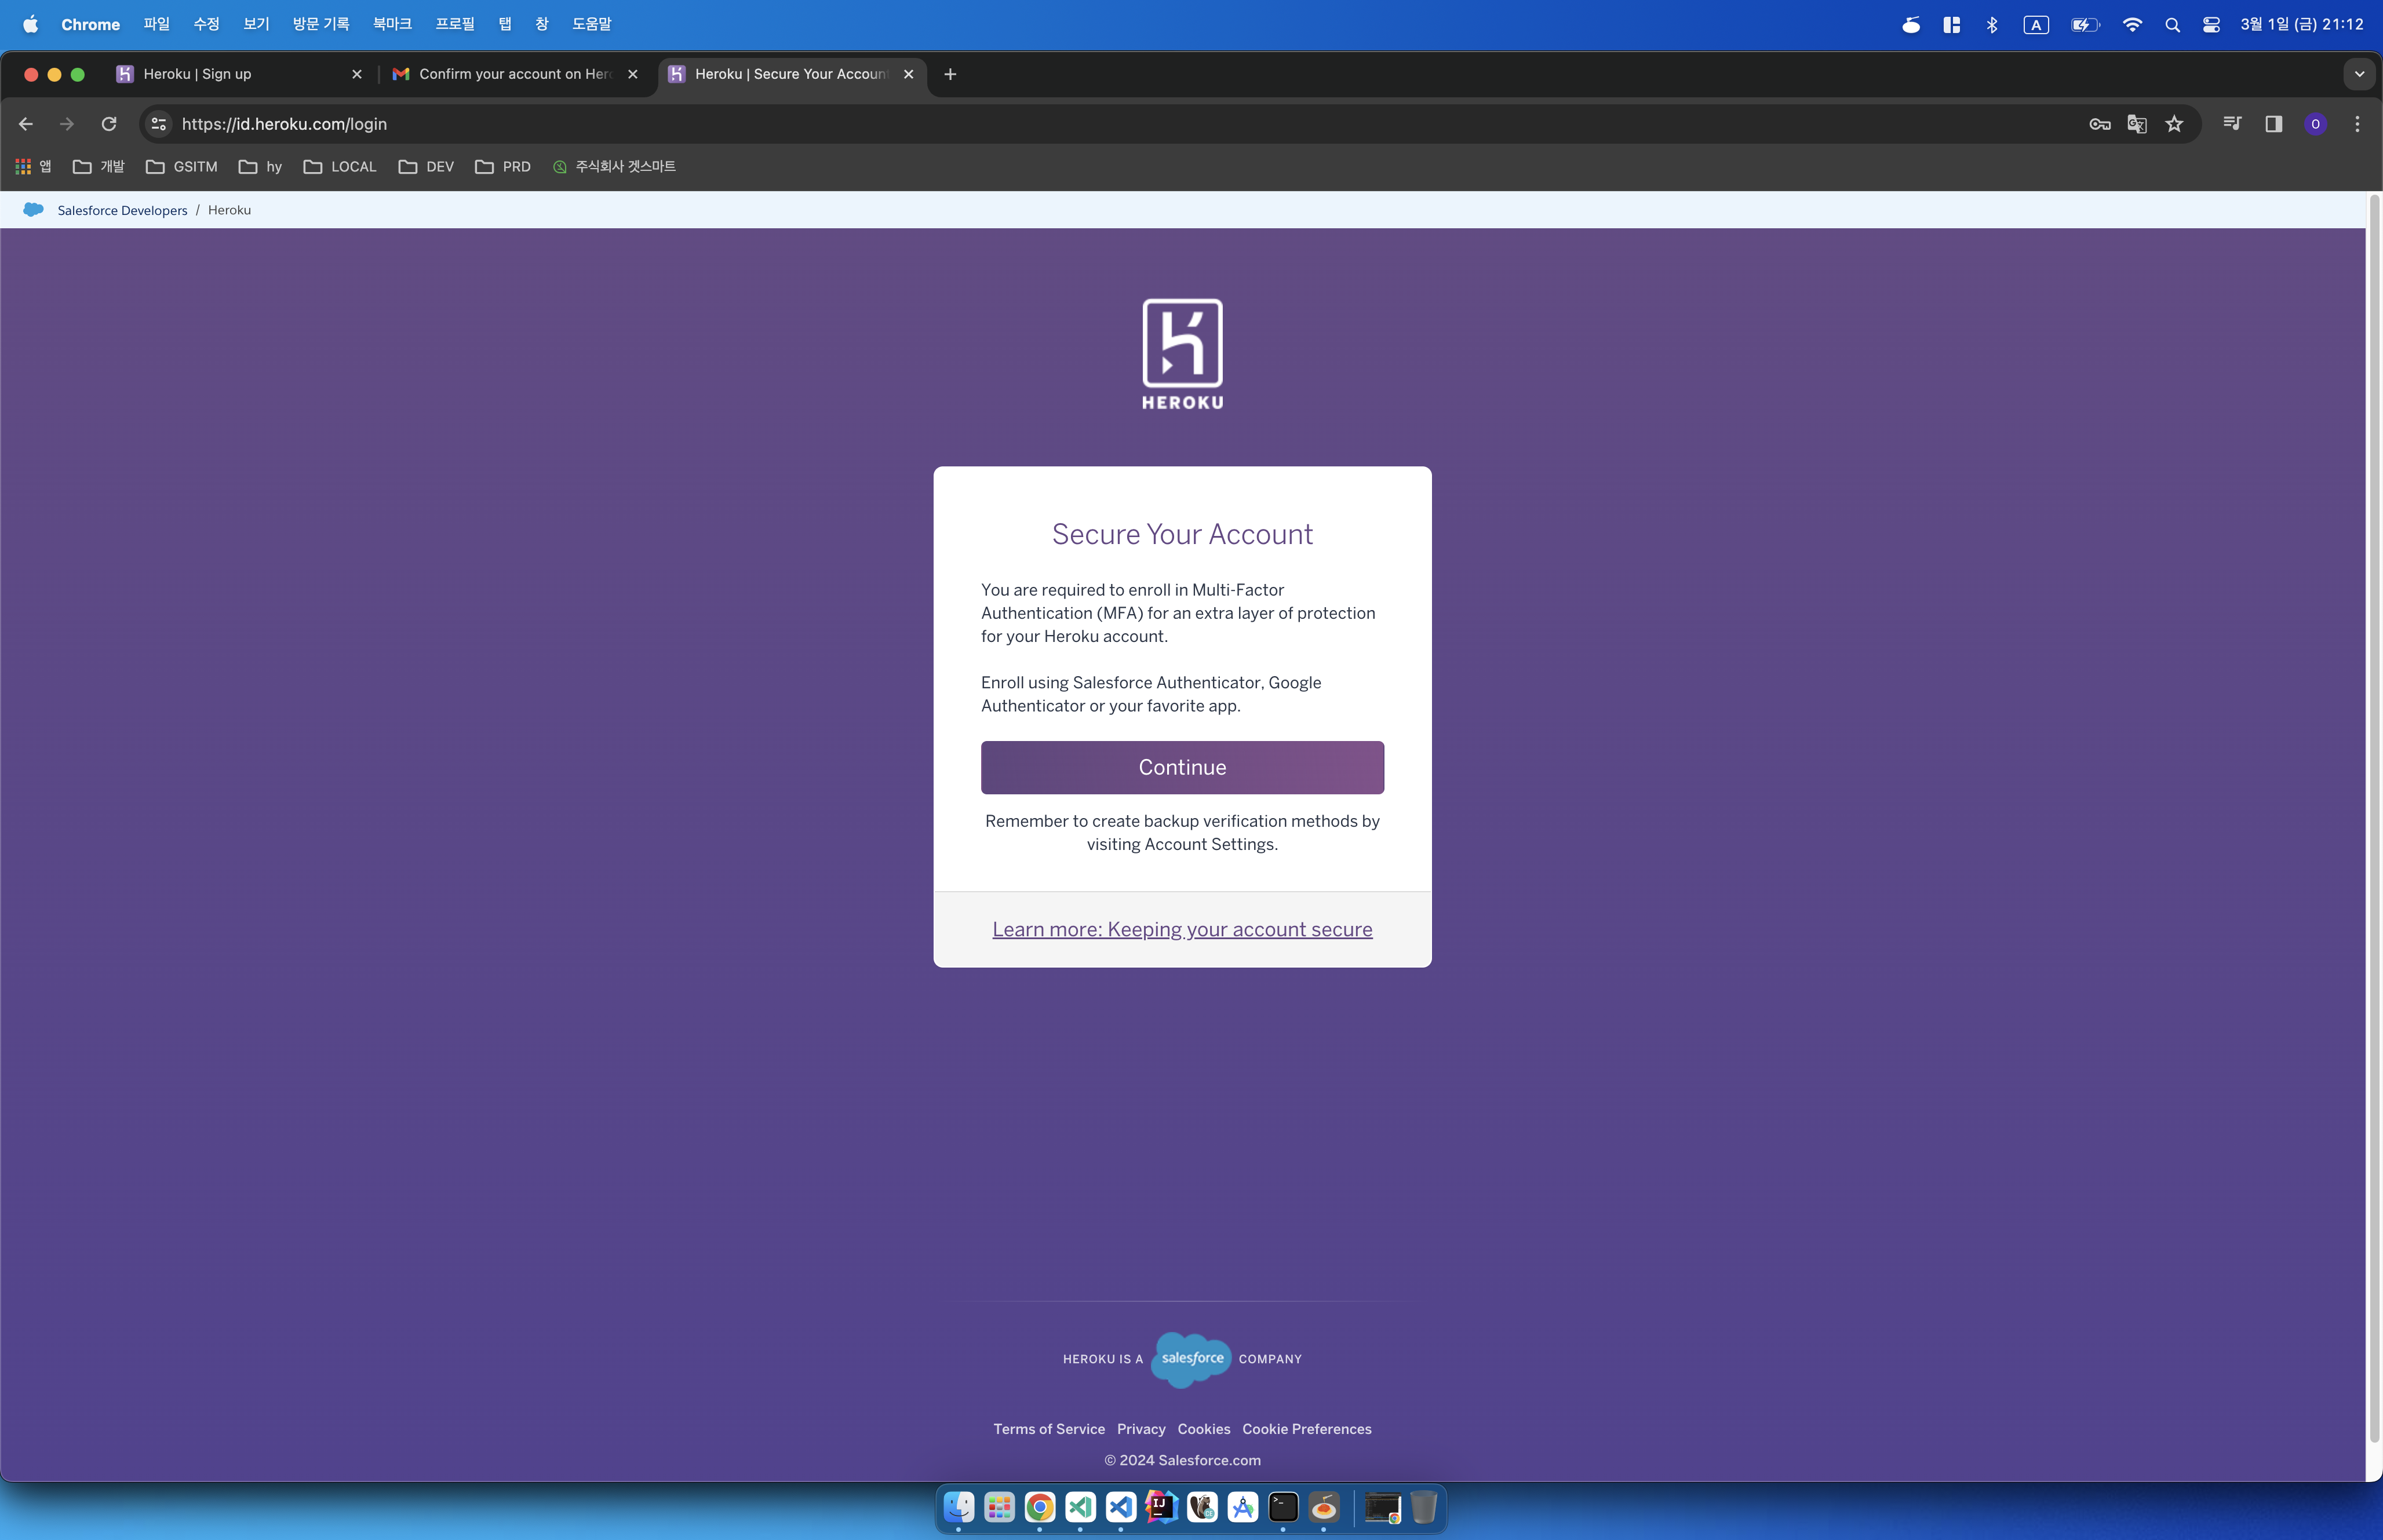 Chrome 파일 수정 보기 방문 기록 북마크 프로필 탭 창 도움말
A 3월 1일 (금) 21:12
Heroku | Sign up
Confirm your account on Her
Heroku | Secure Your Accoun
https://id.heroku.com/login
O
앱 개발 GSITM hy LOCAL DEV PRD 주식회사 겟스마트
Salesforce Developers / Heroku
HEROKU
Secure Your Account
You are required to enroll in Multi-Factor
Authentication (MFA) for an extra layer of protection
for your Heroku account.
Enroll using Salesforce Authenticator, Google
Authenticator or your favorite app.
Continue
Remember to create backup verification methods by
visiting Account Settings.
Learn more: Keeping your account secure
HEROKU IS A salesforce COMPANY
Terms of Service Privacy Cookies Cookie Preferences
© 2024 Salesforce.com
IJ